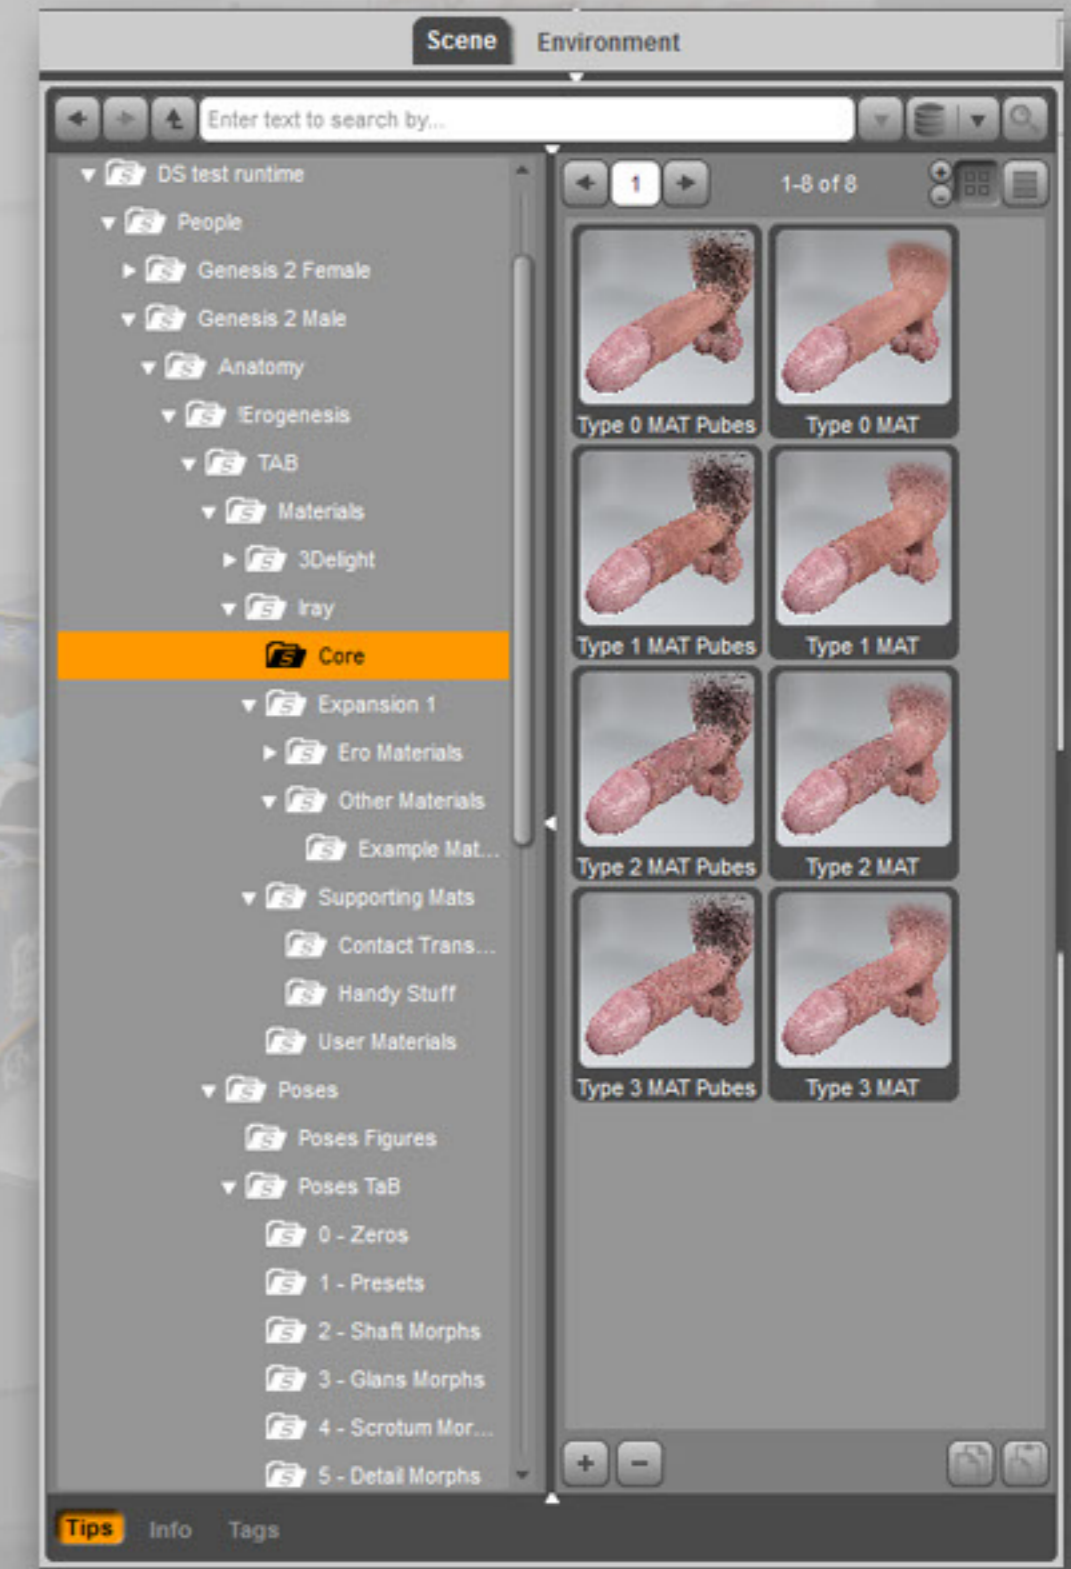 Scene
Environment
Enter text to search by...
DS test runtime
People
Genesis 2 Female
Genesis 2 Male
Anatomy
!Erogenesis
TAB
Materials
3Delight
Iray
Core
Expansion 1
Ero Materials
Other Materials
Example Mat...
Supporting Mats
Contact Trans...
Handy Stuff
User Materials
Poses
Poses Figures
Poses TaB
0 - Zeros
1 - Presets
2 - Shaft Morphs
3 - Glans Morphs
4 - Scrotum Mor...
5 - Detail Morphs
1
1-8 of 8
Type 0 MAT Pubes
Type 0 MAT
Type 1 MAT Pubes
Type 1 MAT
Type 2 MAT Pubes
Type 2 MAT
Type 3 MAT Pubes
Type 3 MAT
Tips
Info
Tags